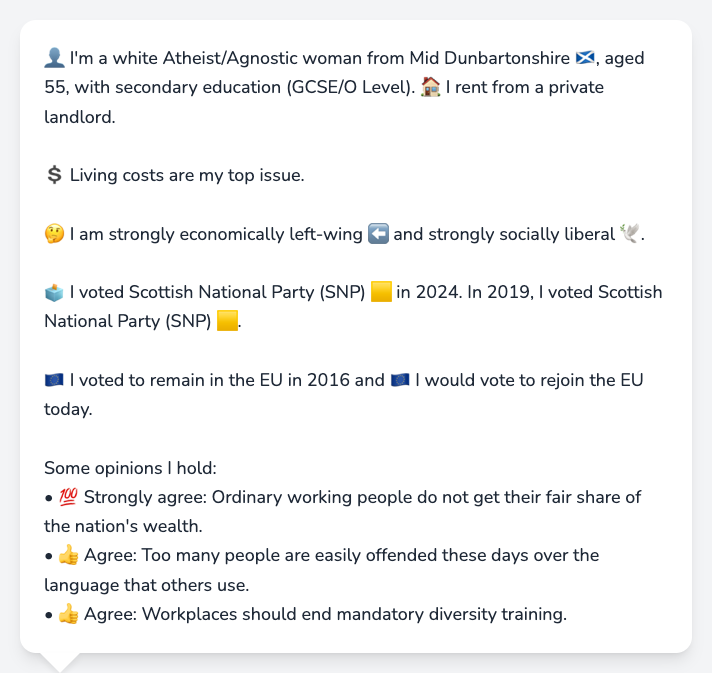 👤 I'm a white Atheist/Agnostic woman from Mid Dunbartonshire 🏴󠁧󠁢󠁳󠁣󠁴󠁿, aged
55, with secondary education (GCSE/O Level). 🏠 I rent from a private
landlord.
💲 Living costs are my top issue.
🤔 I am strongly economically left-wing ⬅️ and strongly socially liberal 🕊️.
🗳️ I voted Scottish National Party (SNP) 🟨 in 2024. In 2019, I voted Scottish
National Party (SNP) 🟨.
🇪🇺 I voted to remain in the EU in 2016 and 🇪🇺 I would vote to rejoin the EU
today.
Some opinions I hold:
• 💯 Strongly agree: Ordinary working people do not get their fair share of
the nation's wealth.
• 👍 Agree: Too many people are easily offended these days over the
language that others use.
• 👍 Agree: Workplaces should end mandatory diversity training.